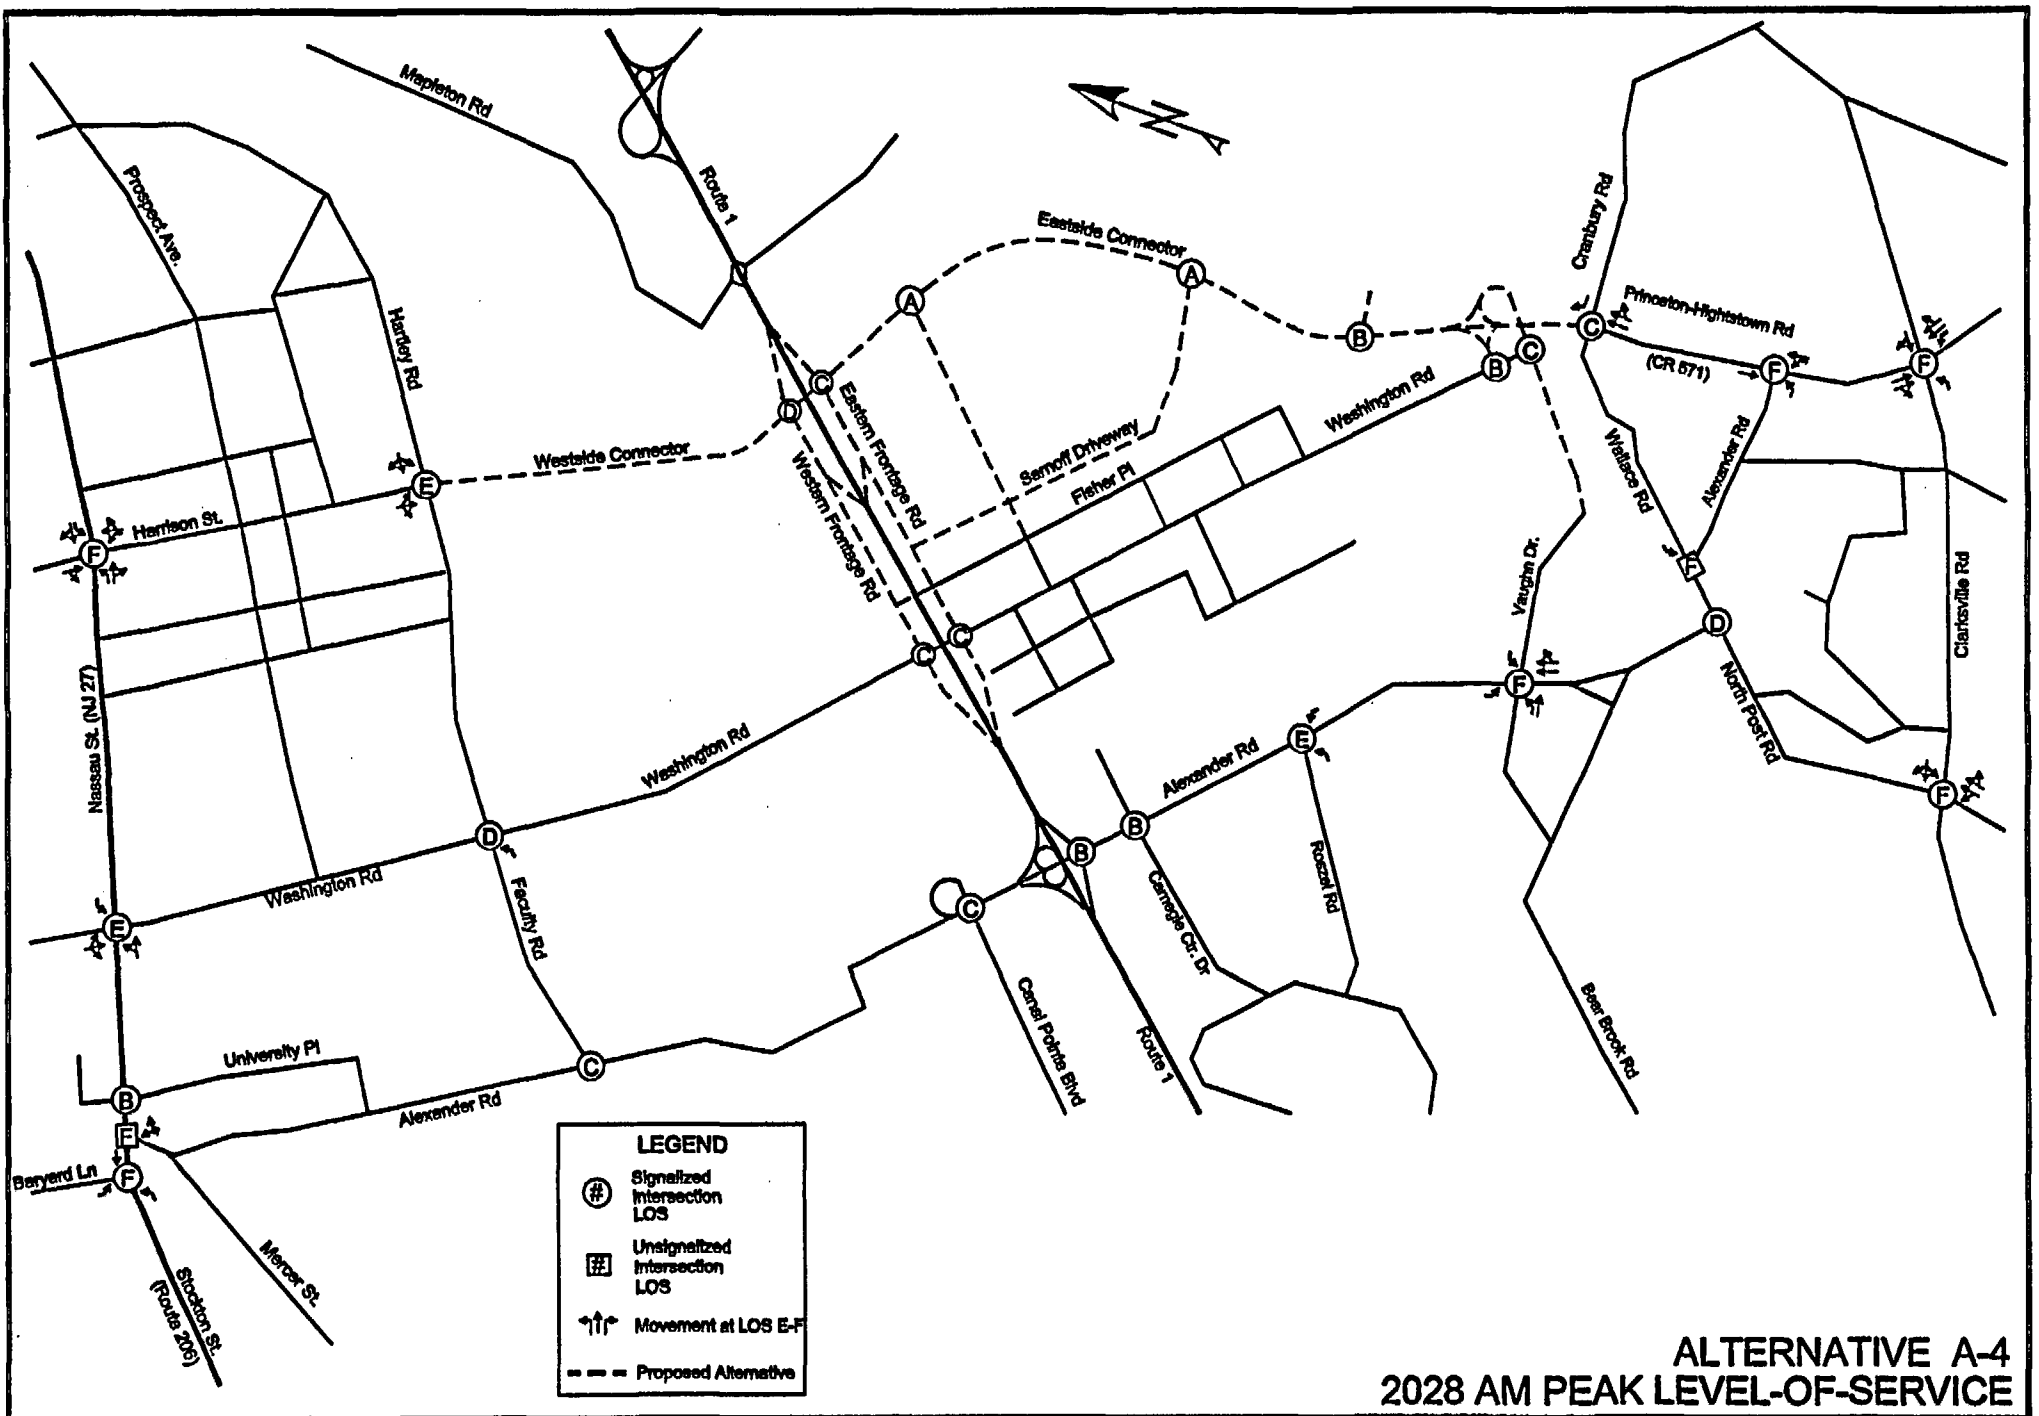 Mapleton Rd
Route 1
Prospect Ave.
Cranbury Rd
Eastside Connector
A
A
Princeton-Hightstown Rd
(CR 571)
B
C
C
B
F
F
Hartley Rd
C
D
Eastern Frontage Rd
Westside Connector
Western Frontage Rd
Sarnoff Driveway
Fisher Pl
Washington Rd
Wallace Rd
Alexander Rd
E
Harrison St.
F
Vaughn Dr.
F
D
Clarksville Rd
C
C
F
North Post Rd
Nassau St. (NJ 27)
Washington Rd
Alexander Rd
E
F
D
B
B
Washington Rd
Faculty Rd
Carnegie Ctr. Dr
Roszel Rd
E
C
Canal Pointe Blvd
Route 1
Bear Brook Rd
University Pl
C
B
Alexander Rd
F
Baryard Ln
F
Mercer St.
Stockton St.
(Route 206)
LEGEND
#
Signalized
Intersection
LOS
#
Unsignalized
Intersection
LOS
Movement at LOS E-F
Proposed Alternative
ALTERNATIVE A-4
2028 AM PEAK LEVEL-OF-SERVICE